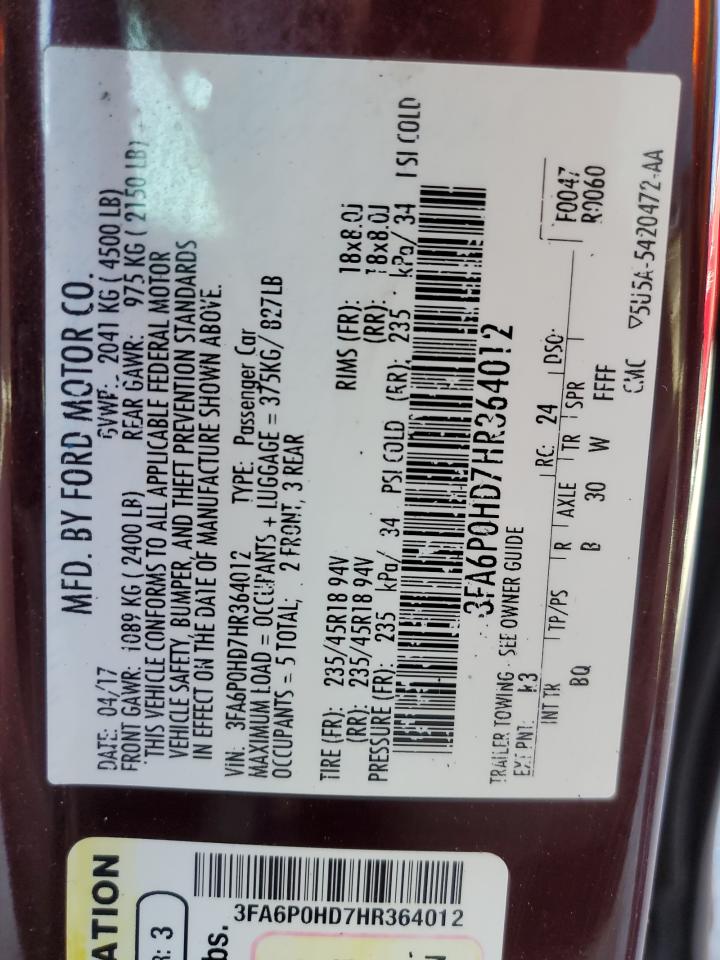 MFD. BY FORD MOTOR CO.
DATE: 04/17 GVWR: 2041 KG ( 4500 LB)
FRONT GAWR: 1089 KG ( 2400 LB) REAR GAWR: 975 KG ( 2150 LB)
THIS VEHICLE CONFORMS TO ALL APPLICABLE FEDERAL MOTOR
VEHICLE SAFETY, BUMPER, AND THEFT PREVENTION STANDARDS
IN EFFECT ON THE DATE OF MANUFACTURE SHOWN ABOVE.
VIN: 3FA6P0HD7HR364012 TYPE: Passenger Car
MAXIMUM LOAD = OCCUPANTS + LUGGAGE = 375KG/ 827LB
OCCUPANTS = 5 TOTAL; 2 FRONT, 3 REAR
TIRE (FR): 235/45R18 94V RIMS (FR): 18x8.0J
(RR): 235/45R18 94V (RR): 18x8.0J
PRESSURE (FR): 235 kPa/ 34 PSI COLD (RR): 235 kPa/ 34 PSI COLD
3FA6P0HD7HR364012
TRAILER TOWING - SEE OWNER GUIDE
F0047
EXT PNT: RC: 24 DSO: R0060
INT TR TP/PS R AXLE TR SPR
BQ B 30 W FFFF
CMC ▽5U5A-5420472-AA
ATION
R: 3
bs.
3FA6P0HD7HR364012